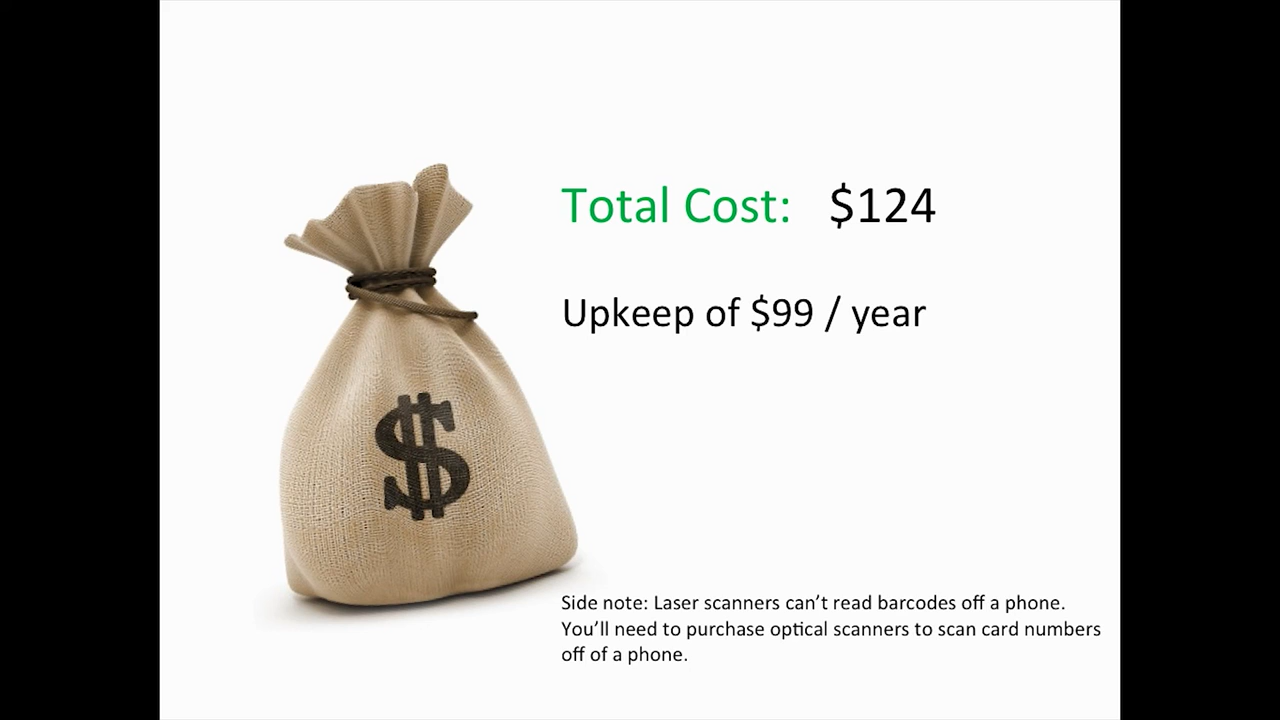 Total Cost: $124
Upkeep of $99 / year
$
Side note: Laser scanners can’t read barcodes off a phone.
You’ll need to purchase optical scanners to scan card numbers
off of a phone.